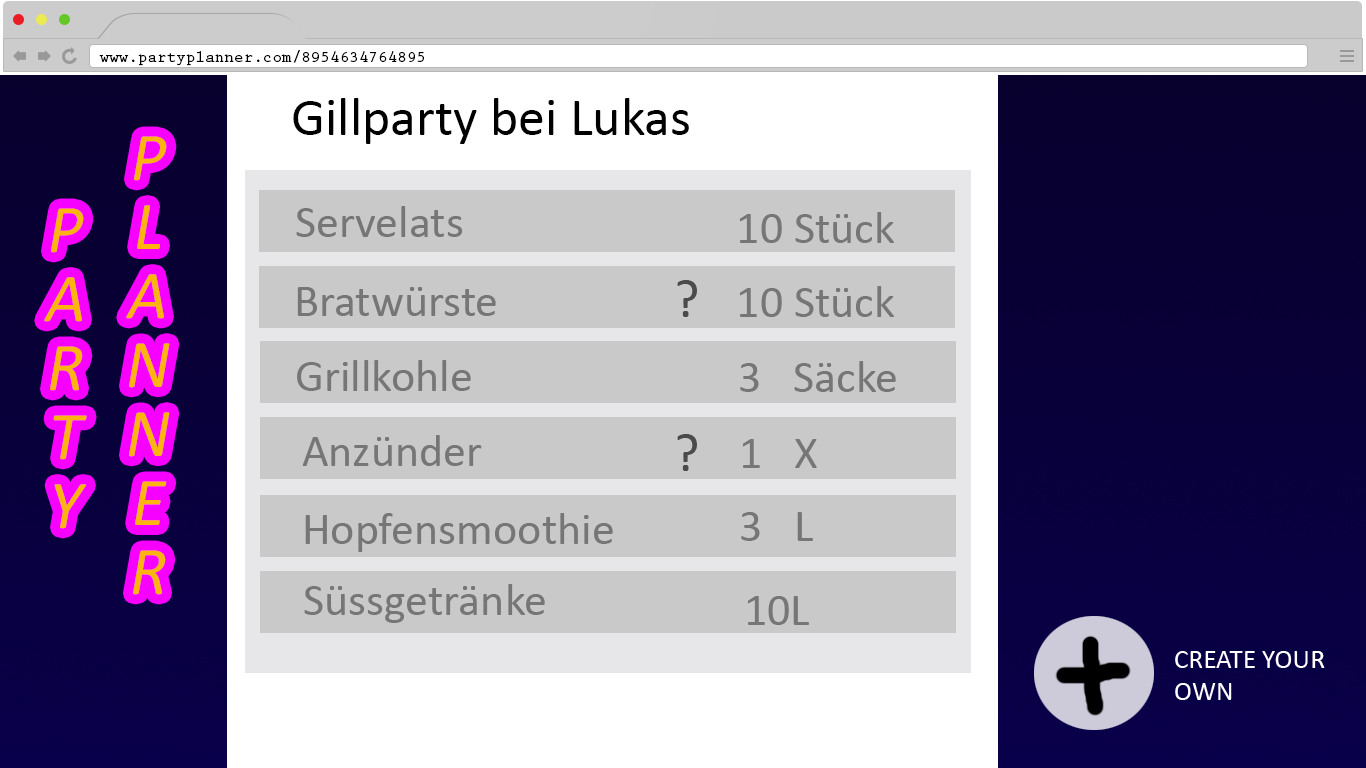 www.partyplanner.com/8954634764895
PARTY
PLANNER
Gillparty bei Lukas
Servelats 10 Stück
Bratwürste ? 10 Stück
Grillkohle 3 Säcke
Anzünder ? 1 X
Hopfensmoothie 3 L
Süssgetränke 10L
CREATE YOUR
OWN